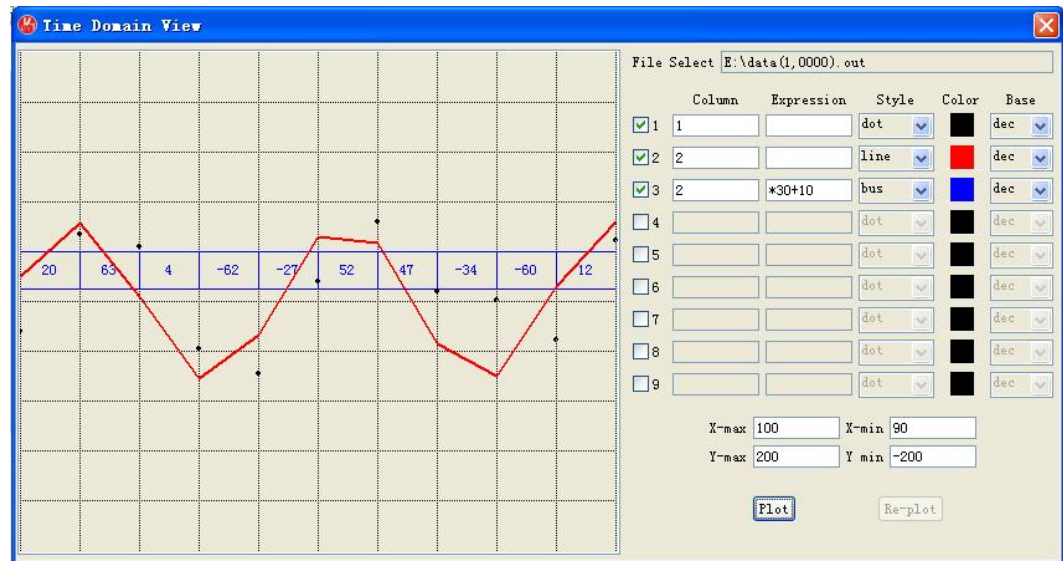 Time Domain View
File Select E:\data(1,0000).out
Column Expression Style Color Base
1 1 dot dec
2 2 line dec
3 2 *30+10 bus dec
4 dot dec
5 dot dec
6 dot dec
7 dot dec
8 dot dec
9 dot dec
20 63 4 -62 -27 52 47 -34 -60 12
X-max 100 X-min 90
Y-max 200 Y min -200
Plot Re-plot